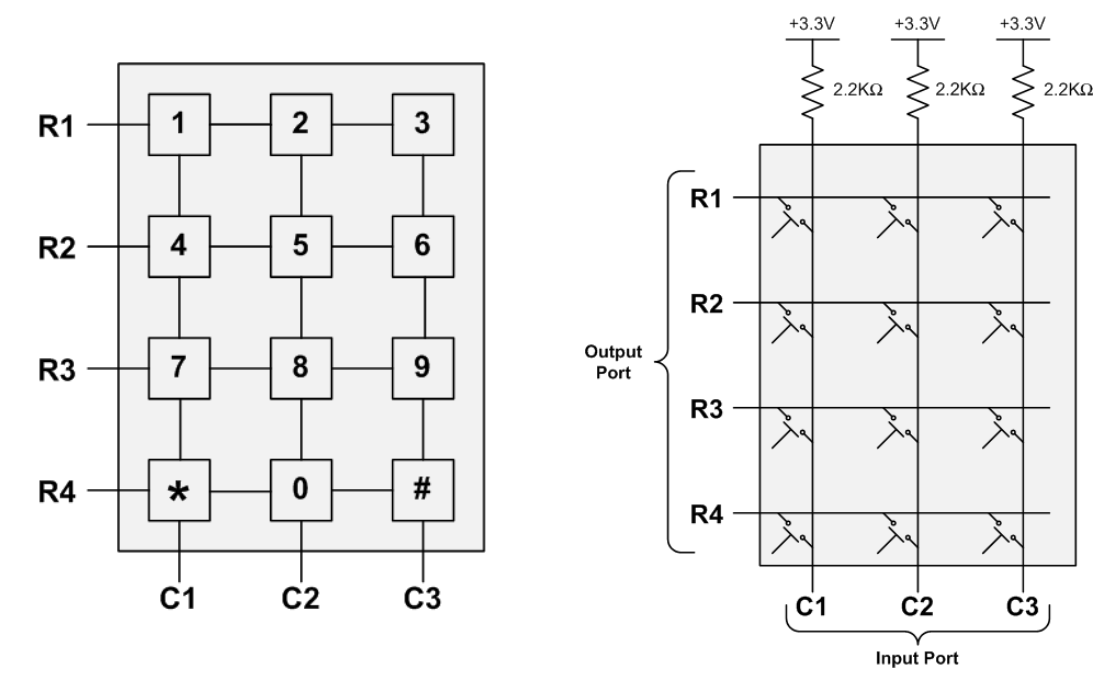 R1 1 2 3
R2 4 5 6
R3 7 8 9
R4 * 0 #
C1 C2 C3
+3.3V +3.3V +3.3V
2.2KΩ 2.2KΩ 2.2KΩ
R1
R2
Output
Port
R3
R4
C1 C2 C3
Input Port